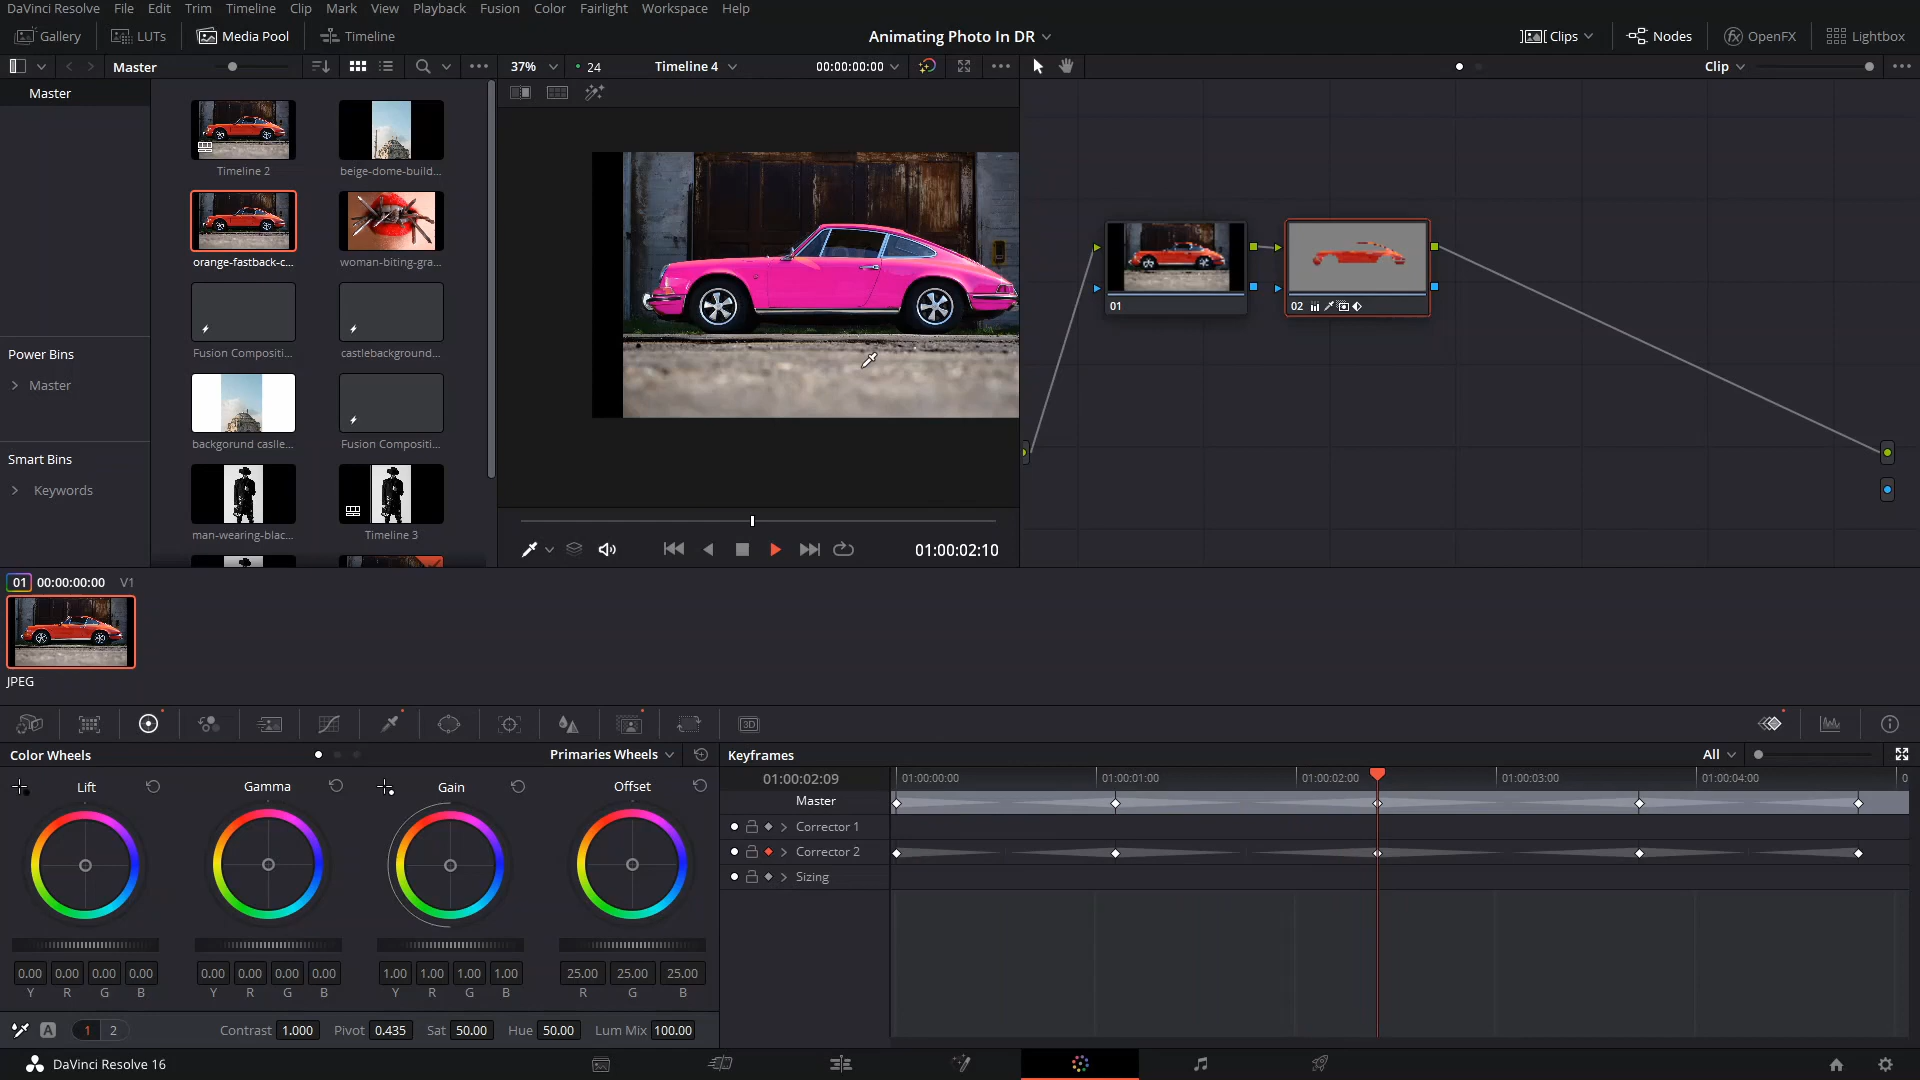 DaVinci Resolve File Edit Trim Timeline Clip Mark View Playback Fusion Color Fairlight Workspace Help
Gallery LUTs Media Pool Timeline Animating Photo In DR Clips Nodes fx OpenFX Lightbox
Master 37% 24 Timeline 4 00:00:00:00 Clip
Master
Timeline 2 beige-dome-build...
orange-fastback-c... woman-biting-gra...
Fusion Compositi... castlebackground...
Power Bins
Master
backgorund caslle... Fusion Compositi...
Smart Bins
Keywords
man-wearing-blac... Timeline 3
01
02
01:00:02:10
01 00:00:00:00 V1
JPEG
3D
Color Wheels Primaries Wheels Keyframes All
01:00:02:09 01:00:00:00 01:00:01:00 01:00:02:00 01:00:03:00 01:00:04:00 0
Lift Gamma Gain Offset
Master
Corrector 1
Corrector 2
Sizing
0.00 0.00 0.00 0.00 0.00 0.00 0.00 0.00 1.00 1.00 1.00 1.00 25.00 25.00 25.00
Y R G B Y R G B Y R G B R G B
A 1 2 Contrast 1.000 Pivot 0.435 Sat 50.00 Hue 50.00 Lum Mix 100.00
DaVinci Resolve 16